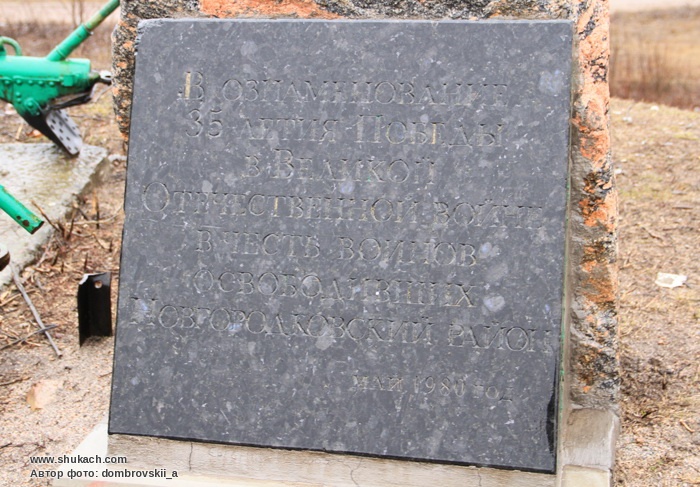 В ознаменование
35 летия Победы
в Великой
Отечественной войне
в честь воинов
освободивших
Новгородковский район
май 1980 год
www.shukach.com
Автор фото: dombrovskii_a